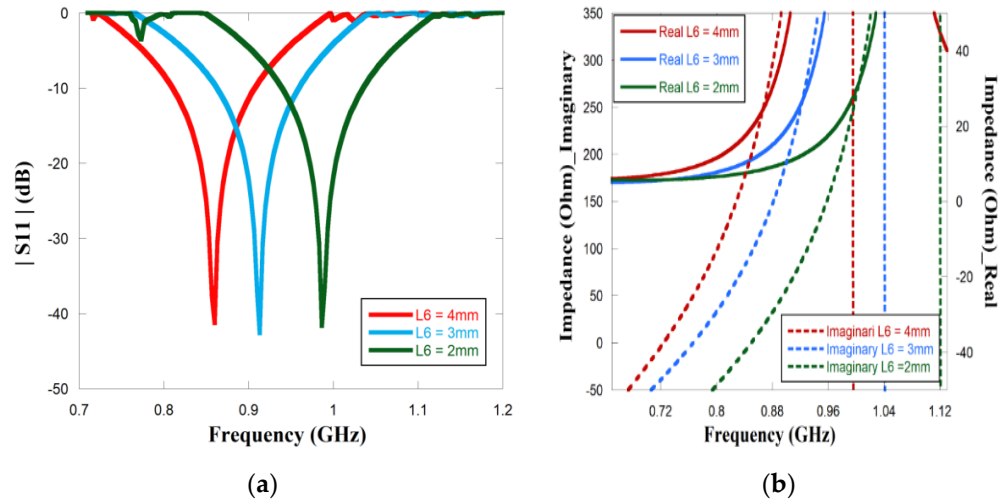 0
-10
-20
-30
-40
-50
| S11 | (dB)
0.7
0.8
0.9
1
1.1
1.2
Frequency (GHz)
L6 = 4mm
L6 = 3mm
L6 = 2mm
(a)
350
300
250
200
150
100
50
0
-50
Impedance (Ohm)_Imaginary
Real L6 = 4mm
Real L6 = 3mm
Real L6 = 2mm
40
20
0
-20
-40
Impedance (Ohm)_Real
Imaginari L6 = 4mm
Imaginary L6 = 3mm
Imaginary L6 =2mm
0.72
0.8
0.88
0.96
1.04
1.12
Frequency (GHz)
(b)